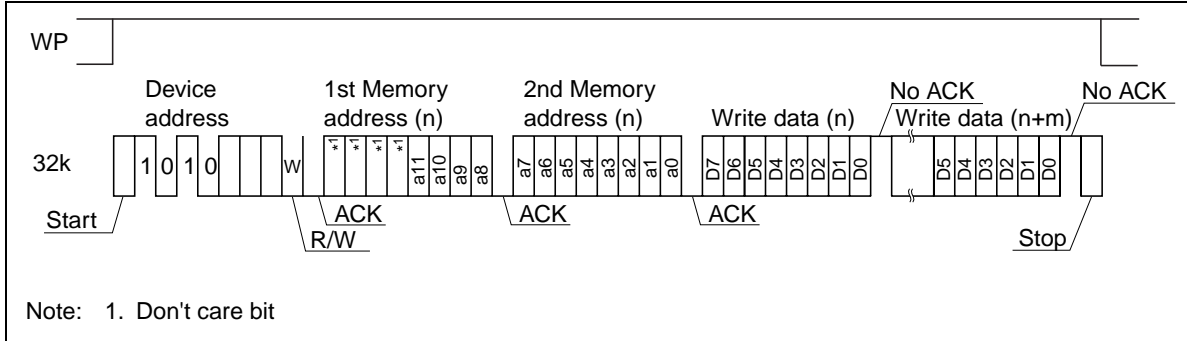 WP
Device address
1st Memory address (n)
2nd Memory address (n)
Write data (n)
No ACK
Write data (n+m)
No ACK
32k
1 0 1 0 W *1 *1 *1 *1 a11 a10 a9 a8 a7 a6 a5 a4 a3 a2 a1 a0 D7 D6 D5 D4 D3 D2 D1 D0 D5 D4 D3 D2 D1 D0
Start
R/W
ACK
ACK
ACK
Stop
Note: 1. Don't care bit